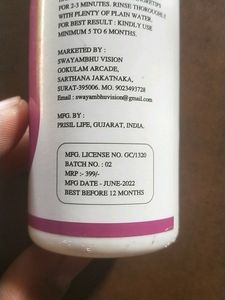 FOR 2-3 MINUTES. RINSE THOROUGHLY
WITH PLENTY OF PLAIN WATER.
FOR BEST RESULT : KINDLY USE
MINIMUM 5 TO 6 MONTHS.
MARKETED BY :
SWAYAMBHU VISION
GOKULAM ARCADE,
SARTHANA JAKATNAKA,
SURAT-395006. MO. 9023493728
Email : swayambhuvision@gmail.com
MFG. BY :
PRISIL LIFE, GUJARAT, INDIA.
MFG. LICENSE NO. GC/1320
BATCH NO. : 02
MRP :- 399/-
MFG DATE - JUNE-2022
BEST BEFORE 12 MONTHS